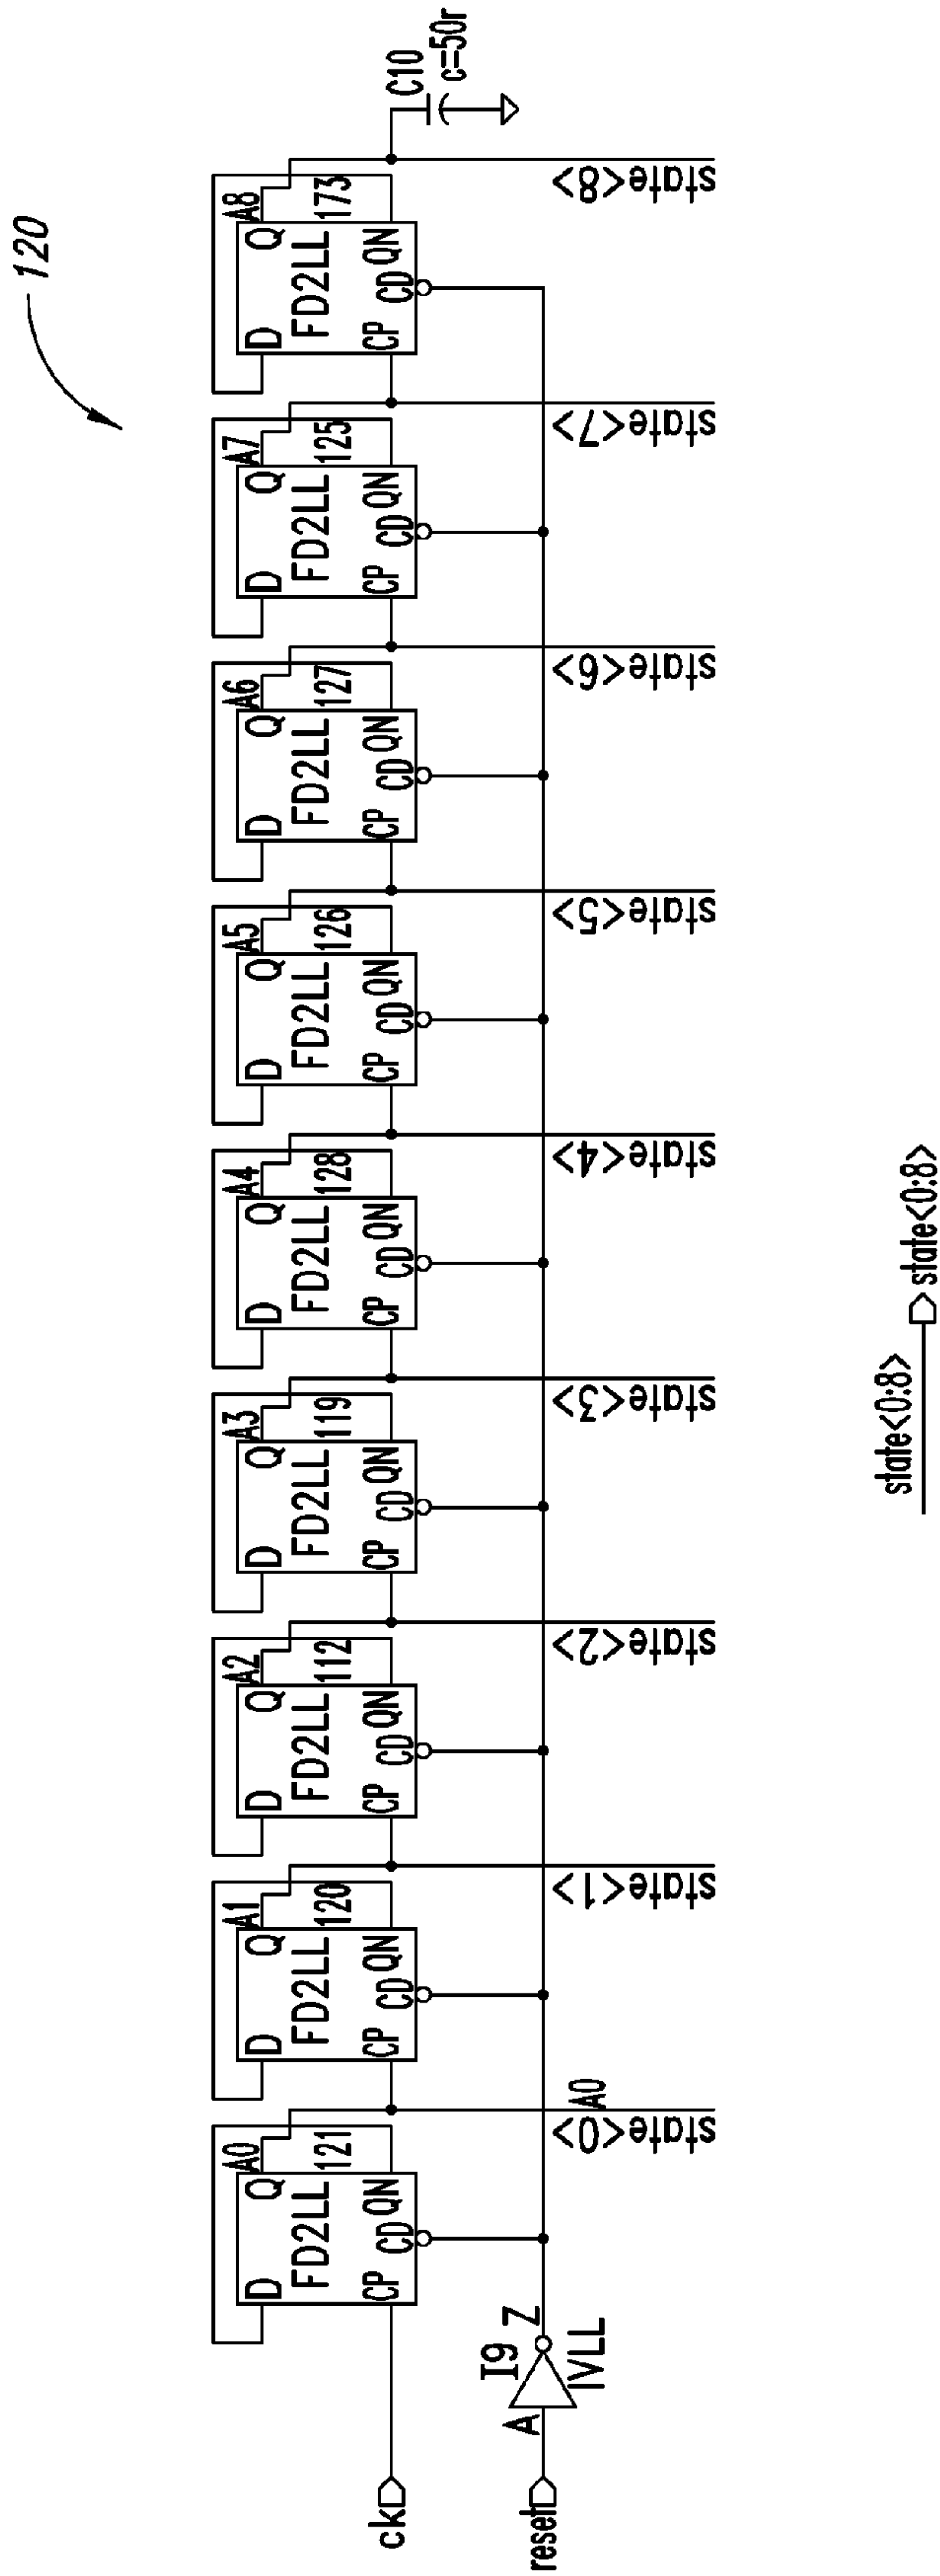 120
A0
D Q
FD2LL 121
CP CD QN
A1
D Q
FD2LL 120
CP CD QN
A2
D Q
FD2LL 112
CP CD QN
A3
D Q
FD2LL 119
CP CD QN
A4
D Q
FD2LL 128
CP CD QN
A5
D Q
FD2LL 126
CP CD QN
A6
D Q
FD2LL 127
CP CD QN
A7
D Q
FD2LL 125
CP CD QN
A8
D Q
FD2LL 173
CP CD QN
C10
c=50r
ck
reset
A
I9
Z
IVLL
state<0>
A0
state<1>
state<2>
state<3>
state<4>
state<5>
state<6>
state<7>
state<8>
state<0:8>
state<0:8>